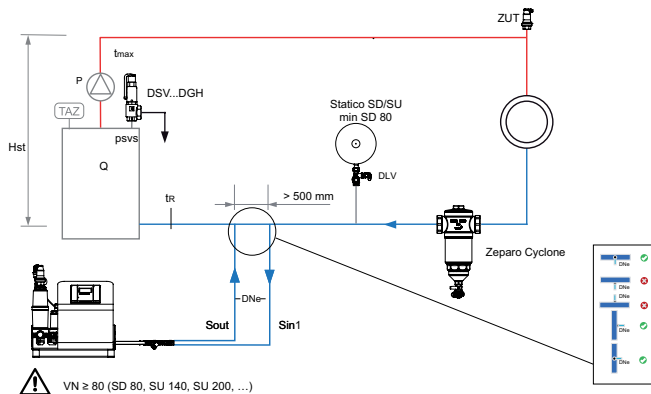 ZUT
tmax
P
DSV...DGH
TAZ
Statico SD/SU
min SD 80
psvs
Hst
Q
DLV
> 500 mm
tR
Zeparo Cyclone
DNe
DNe
DNe
DNe
DNe
DNe
Sout
Sin1
VN ≥ 80 (SD 80, SU 140, SU 200, ...)